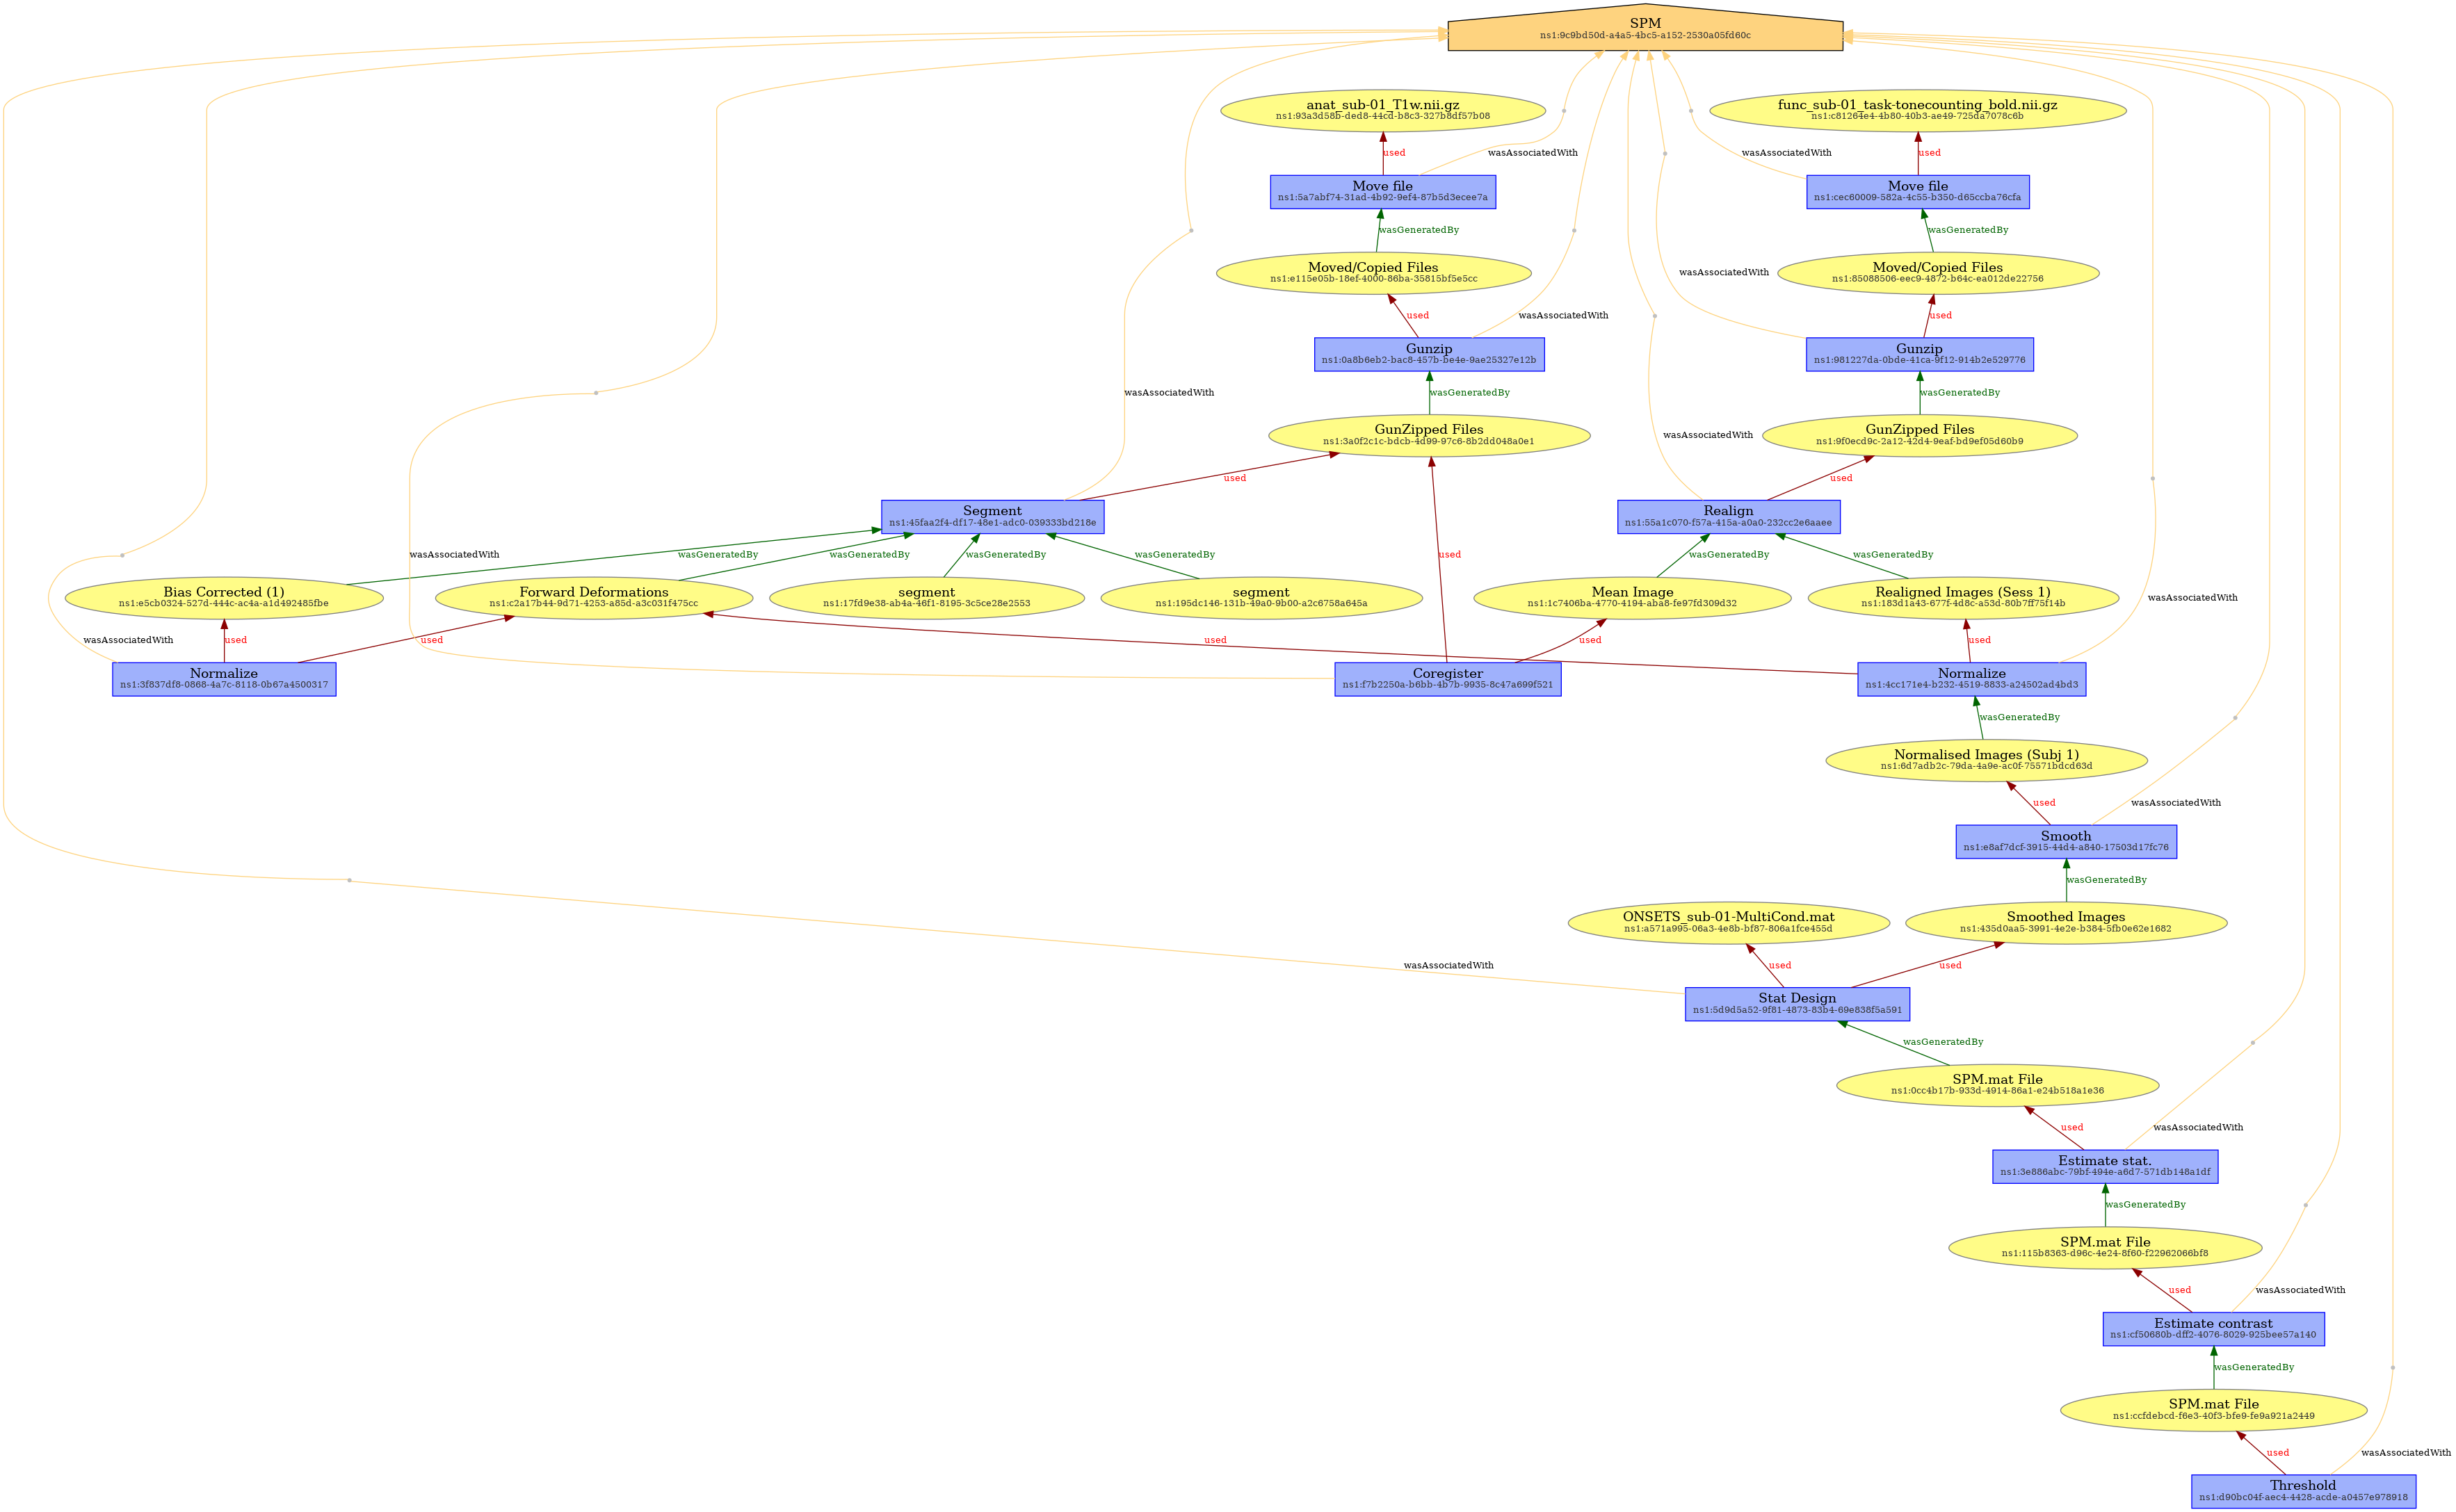 SPM
ns1:9c9bd50d-a4a5-4bc5-a152-2530a05fd60c
anat_sub-01_T1w.nii.gz
ns1:93a3d58b-ded8-44cd-b8c3-327b8df57b08
func_sub-01_task-tonecounting_bold.nii.gz
ns1:c81264e4-4b80-40b3-ae49-725da7078c6b
used
wasAssociatedWith
wasAssociatedWith
used
Move file
ns1:5a7abf74-31ad-4b92-9ef4-87b5d3ecee7a
Move file
ns1:cec60009-582a-4c55-b350-d65ccba76cfa
wasGeneratedBy
wasGeneratedBy
Moved/Copied Files
ns1:e115e05b-18ef-4000-86ba-35815bf5e5cc
wasAssociatedWith
Moved/Copied Files
ns1:85088506-eec9-4872-b64c-ea012de22756
used
wasAssociatedWith
used
Gunzip
ns1:0a8b6eb2-bac8-457b-be4e-9ae25327e12b
Gunzip
ns1:981227da-0bde-41ca-9f12-914b2e529776
wasAssociatedWith
wasGeneratedBy
wasGeneratedBy
GunZipped Files
ns1:3a0f2c1c-bdcb-4d99-97c6-8b2dd048a0e1
wasAssociatedWith
GunZipped Files
ns1:9f0ecd9c-2a12-42d4-9eaf-bd9ef05d60b9
used
used
Segment
ns1:45faa2f4-df17-48e1-adc0-039333bd218e
Realign
ns1:55a1c070-f57a-415a-a0a0-232cc2e6aaee
wasAssociatedWith
wasGeneratedBy
wasGeneratedBy
wasGeneratedBy
wasGeneratedBy
used
wasGeneratedBy
wasGeneratedBy
Bias Corrected (1)
ns1:e5cb0324-527d-444c-ac4a-a1d492485fbe
Forward Deformations
ns1:c2a17b44-9d71-4253-a85d-a3c031f475cc
segment
ns1:17fd9e38-ab4a-46f1-8195-3c5ce28e2553
segment
ns1:195dc146-131b-49a0-9b00-a2c6758a645a
Mean Image
ns1:1c7406ba-4770-4194-aba8-fe97fd309d32
Realigned Images (Sess 1)
ns1:183d1a43-677f-4d8c-a53d-80b7ff75f14b
wasAssociatedWith
wasAssociatedWith
used
used
used
used
used
Normalize
ns1:3f837df8-0868-4a7c-8118-0b67a4500317
Coregister
ns1:f7b2250a-b6bb-4b7b-9935-8c47a699f521
Normalize
ns1:4cc171e4-b232-4519-8833-a24502ad4bd3
wasGeneratedBy
Normalised Images (Subj 1)
ns1:6d7adb2c-79da-4a9e-ac0f-75571bdcd63d
used
wasAssociatedWith
Smooth
ns1:e8af7dcf-3915-44d4-a840-17503d17fc76
wasGeneratedBy
ONSETS_sub-01-MultiCond.mat
ns1:a571a995-06a3-4e8b-bf87-806a1fce455d
Smoothed Images
ns1:435d0aa5-3991-4e2e-b384-5fb0e62e1682
wasAssociatedWith
used
used
Stat Design
ns1:5d9d5a52-9f81-4873-83b4-69e838f5a591
wasGeneratedBy
SPM.mat File
ns1:0cc4b17b-933d-4914-86a1-e24b518a1e36
used
wasAssociatedWith
Estimate stat.
ns1:3e886abc-79bf-494e-a6d7-571db148a1df
wasGeneratedBy
SPM.mat File
ns1:115b8363-d96c-4e24-8f60-f22962066bf8
used
wasAssociatedWith
Estimate contrast
ns1:cf50680b-dff2-4076-8029-925bee57a140
wasGeneratedBy
SPM.mat File
ns1:ccfdebcd-f6e3-40f3-bfe9-fe9a921a2449
used
wasAssociatedWith
Threshold
ns1:d90bc04f-aec4-4428-acde-a0457e978918